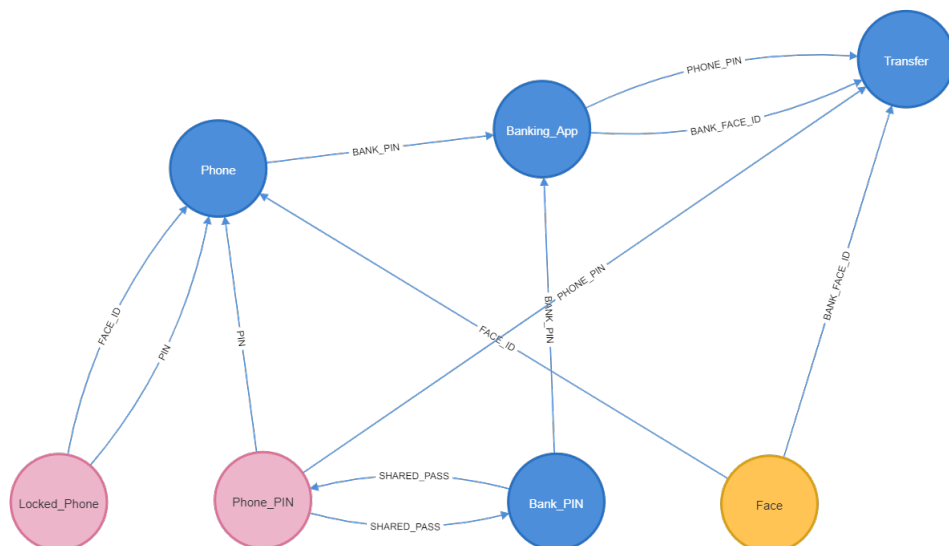 Transfer
PHONE_PIN
Banking_App
BANK_FACE_ID
BANK_PIN
Phone
BANK_FACE_ID
PHONE_PIN
FACE_ID
PIN
PIN
BANK_PIN
FACE_ID
SHARED_PASS
Locked_Phone
Phone_PIN
Bank_PIN
Face
SHARED_PASS